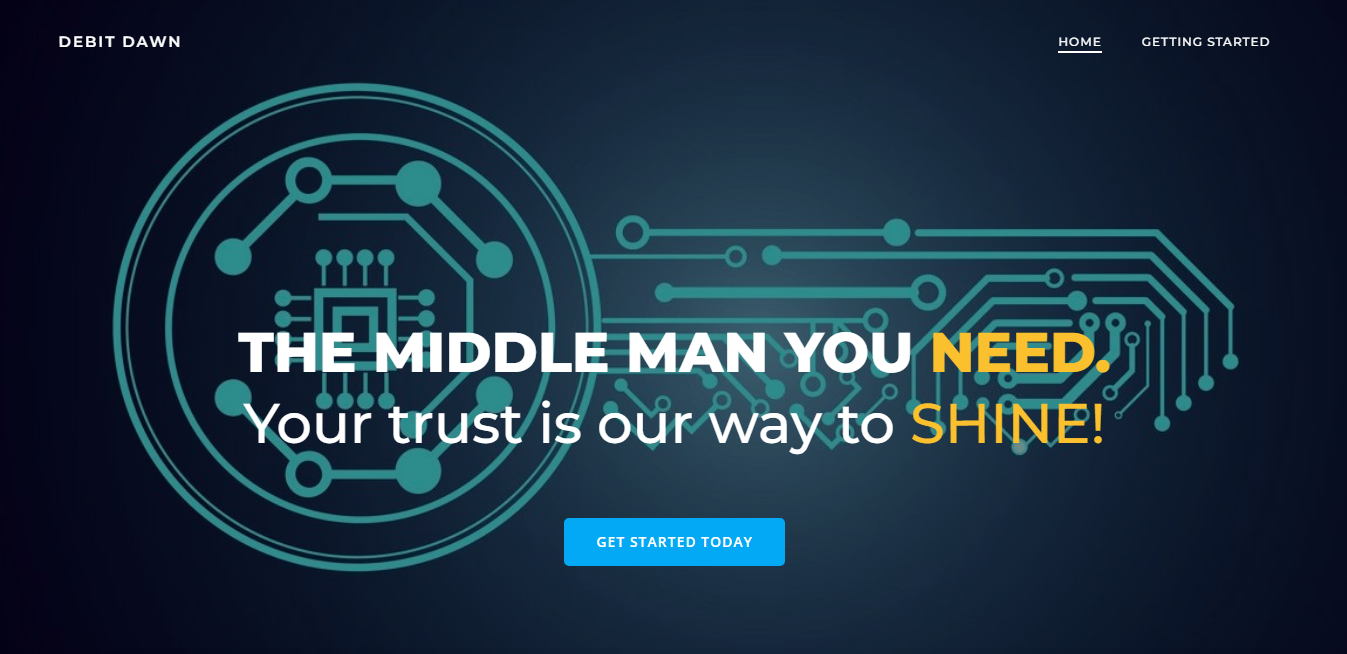 DEBIT DAWN
HOME GETTING STARTED
THE MIDDLE MAN YOU NEED.
Your trust is our way to SHINE!
GET STARTED TODAY